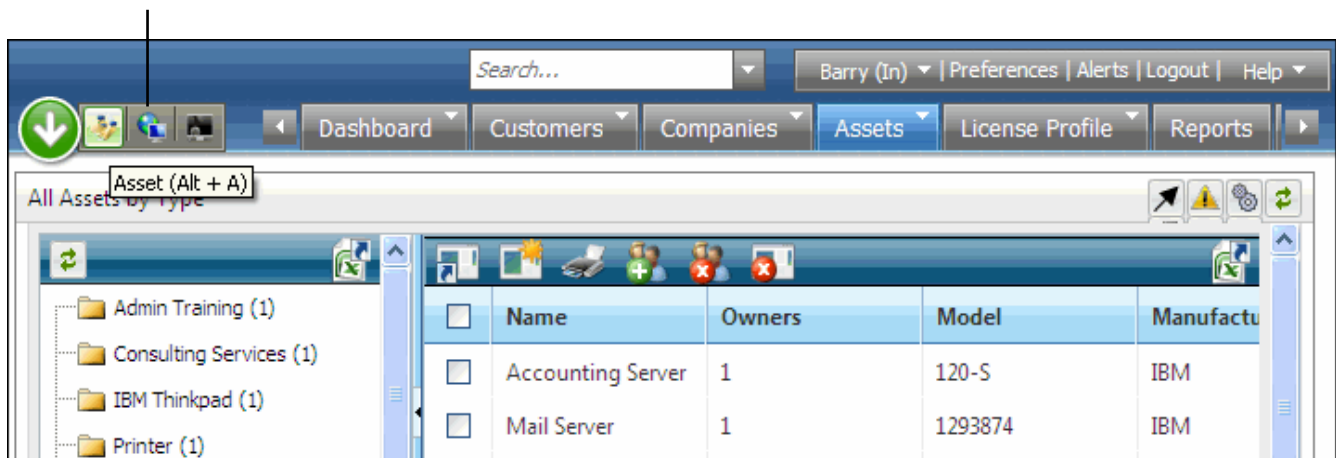 Search...
Barry (In) | Preferences | Alerts | Logout | Help
Dashboard Customers Companies Assets License Profile Reports
Asset (Alt + A)
All Assets by Type
Admin Training (1)
Consulting Services (1)
IBM Thinkpad (1)
Printer (1)
Name Owners Model Manufactu
Accounting Server 1 120-S IBM
Mail Server 1 1293874 IBM